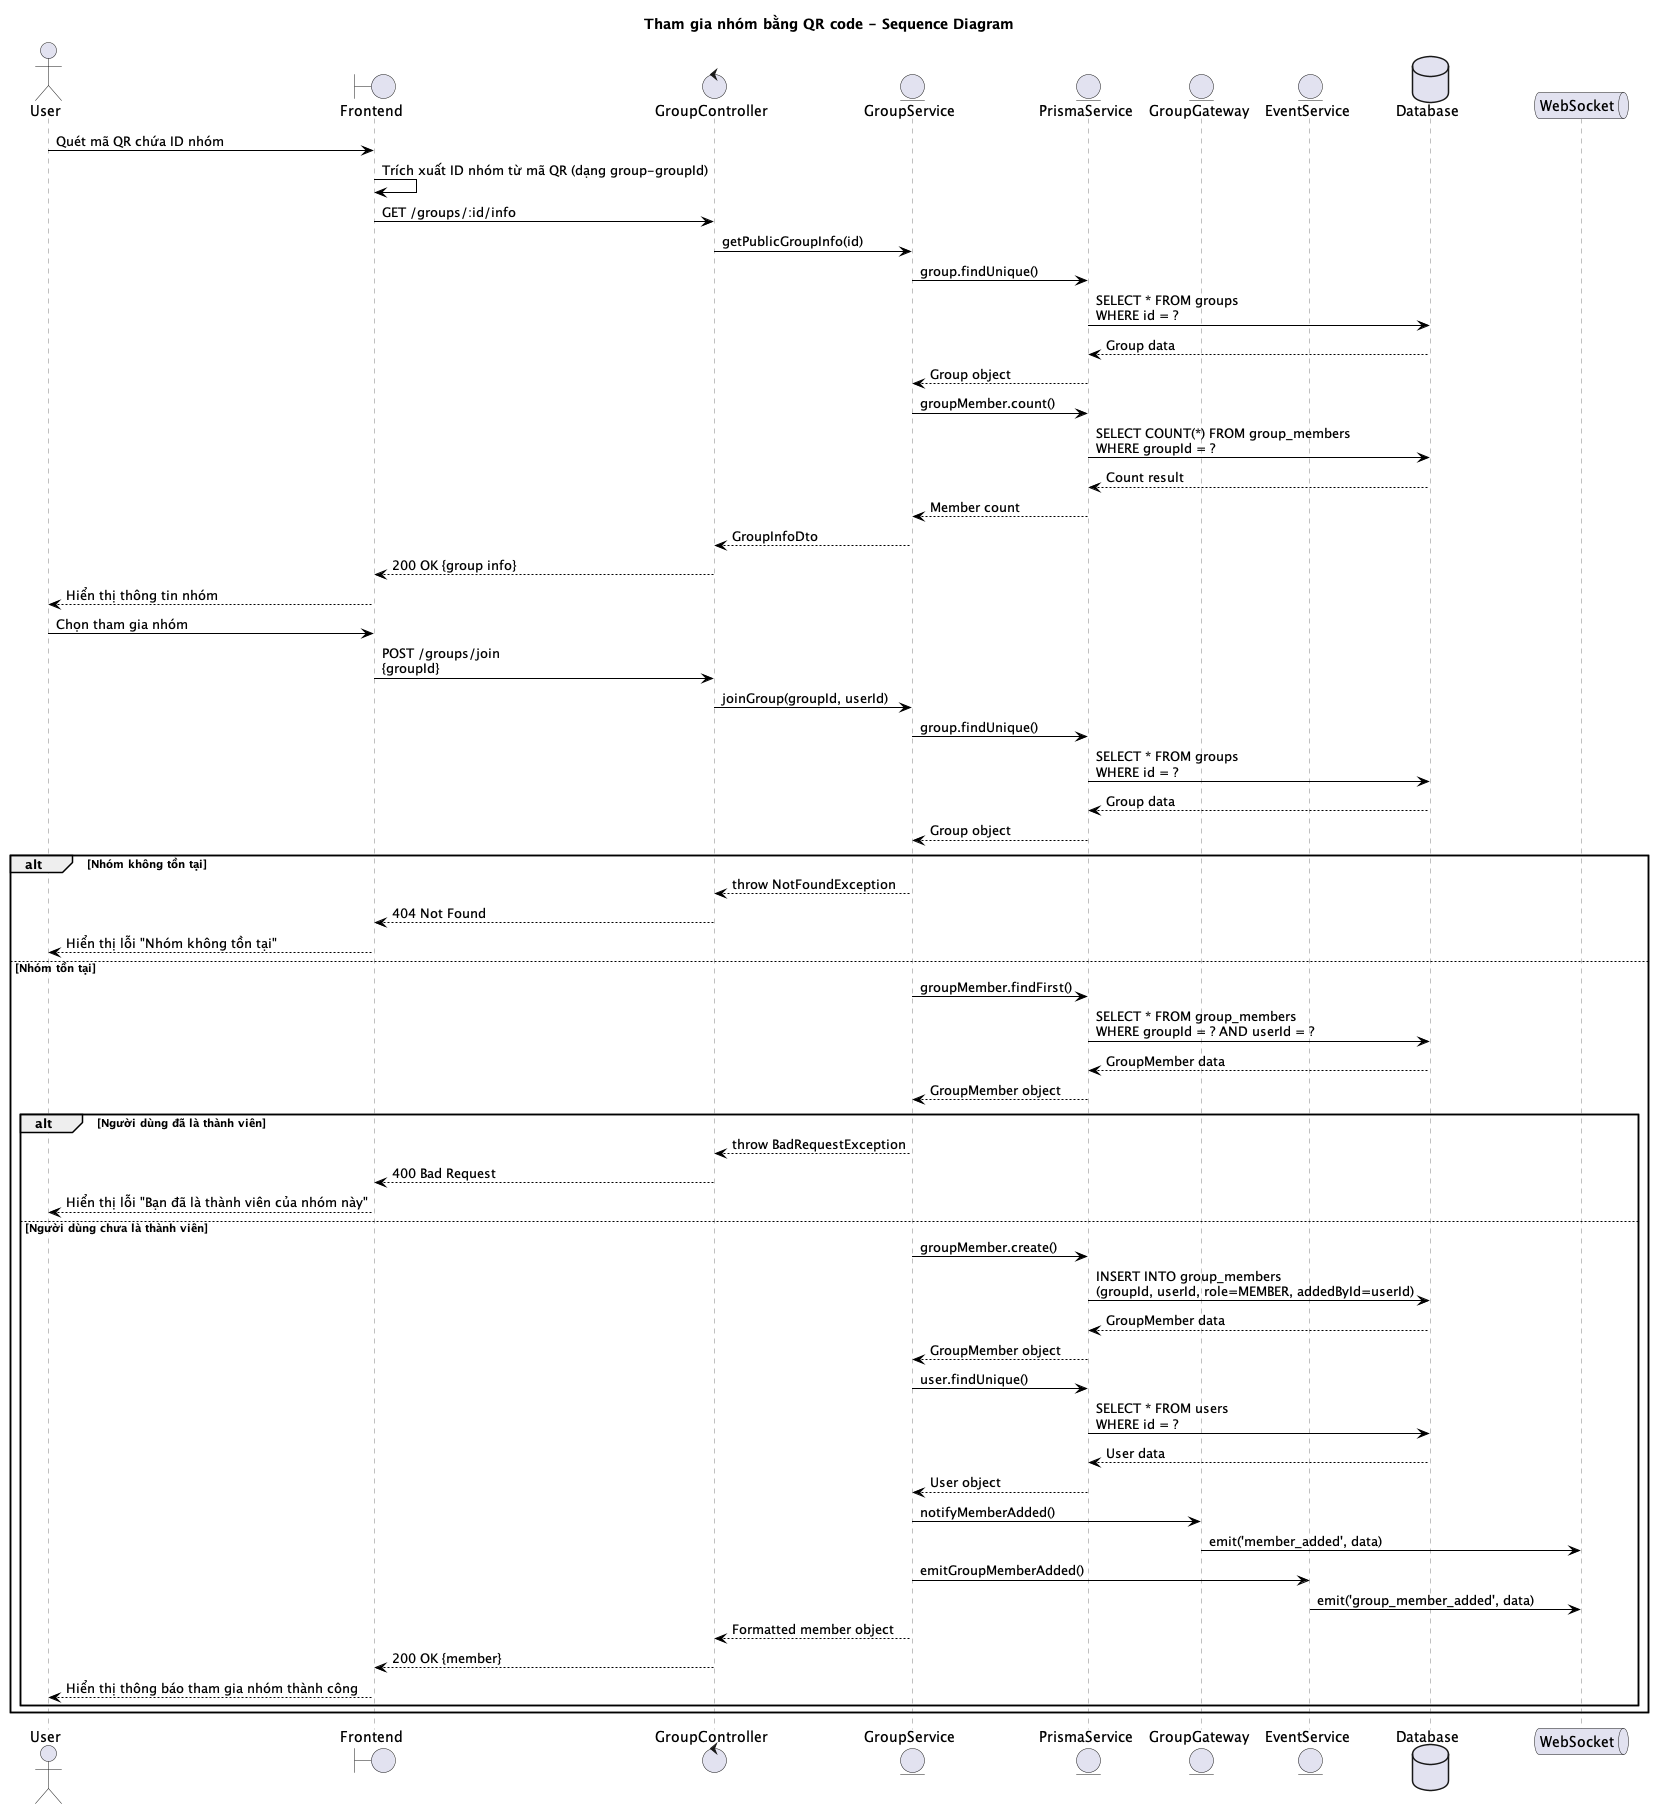 Tham gia nhóm bằng QR code - Sequence Diagram
User
Frontend
GroupController
GroupService
PrismaService
GroupGateway
EventService
Database
WebSocket
Quét mã QR chứa ID nhóm
Trích xuất ID nhóm từ mã QR (dạng group-groupId)
GET /groups/:id/info
getPublicGroupInfo(id)
group.findUnique()
SELECT * FROM groups
WHERE id = ?
Group data
Group object
groupMember.count()
SELECT COUNT(*) FROM group_members
WHERE groupId = ?
Count result
Member count
GroupInfoDto
200 OK {group info}
Hiển thị thông tin nhóm
Chọn tham gia nhóm
POST /groups/join
{groupId}
joinGroup(groupId, userId)
group.findUnique()
SELECT * FROM groups
WHERE id = ?
Group data
Group object
alt
[Nhóm không tồn tại]
throw NotFoundException
404 Not Found
Hiển thị lỗi "Nhóm không tồn tại"
[Nhóm tồn tại]
groupMember.findFirst()
SELECT * FROM group_members
WHERE groupId = ? AND userId = ?
GroupMember data
GroupMember object
alt
[Người dùng đã là thành viên]
throw BadRequestException
400 Bad Request
Hiển thị lỗi "Bạn đã là thành viên của nhóm này"
[Người dùng chưa là thành viên]
groupMember.create()
INSERT INTO group_members
(groupId, userId, role=MEMBER, addedById=userId)
GroupMember data
GroupMember object
user.findUnique()
SELECT * FROM users
WHERE id = ?
User data
User object
notifyMemberAdded()
emit('member_added', data)
emitGroupMemberAdded()
emit('group_member_added', data)
Formatted member object
200 OK {member}
Hiển thị thông báo tham gia nhóm thành công
User
Frontend
GroupController
GroupService
PrismaService
GroupGateway
EventService
Database
WebSocket